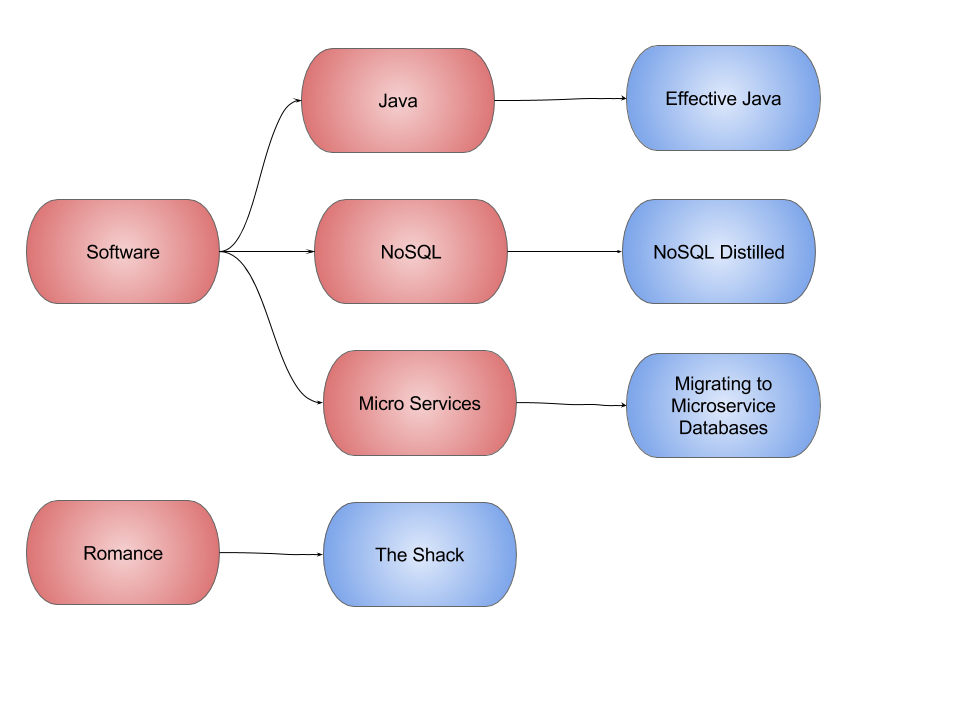 Java
Effective Java
Software
NoSQL
NoSQL Distilled
Micro Services
Migrating to
Microservice
Databases
Romance
The Shack